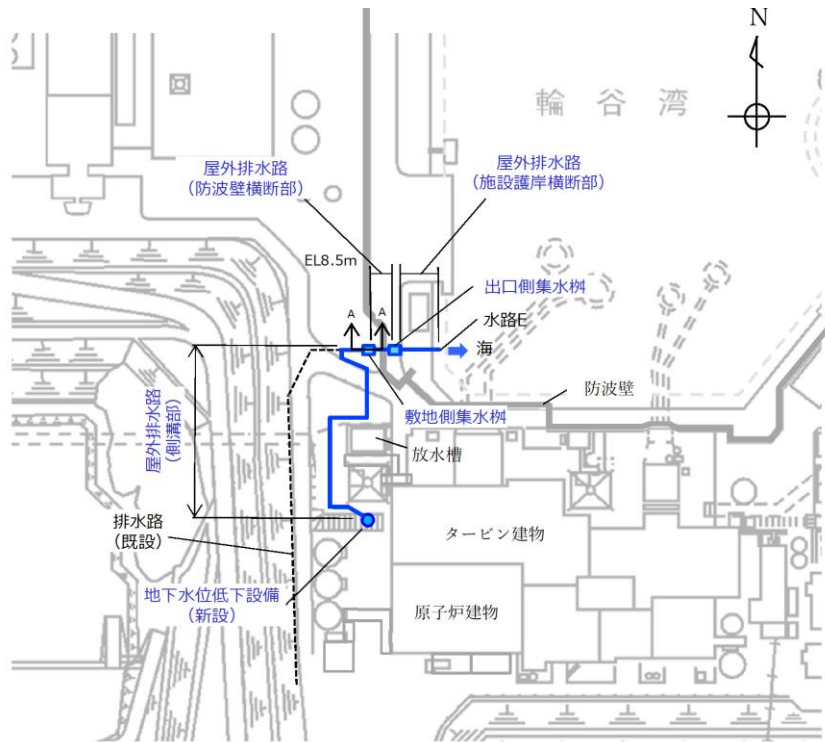 N
輪谷湾
屋外排水路
（防波壁横断部）
屋外排水路
（施設護岸横断部）
EL8.5m
出口側集水桝
A
A
水路E
海
防波壁
敷地側集水桝
屋外排水路
（側溝部）
放水槽
排水路
（既設）
タービン建物
地下水位低下設備
（新設）
原子炉建物